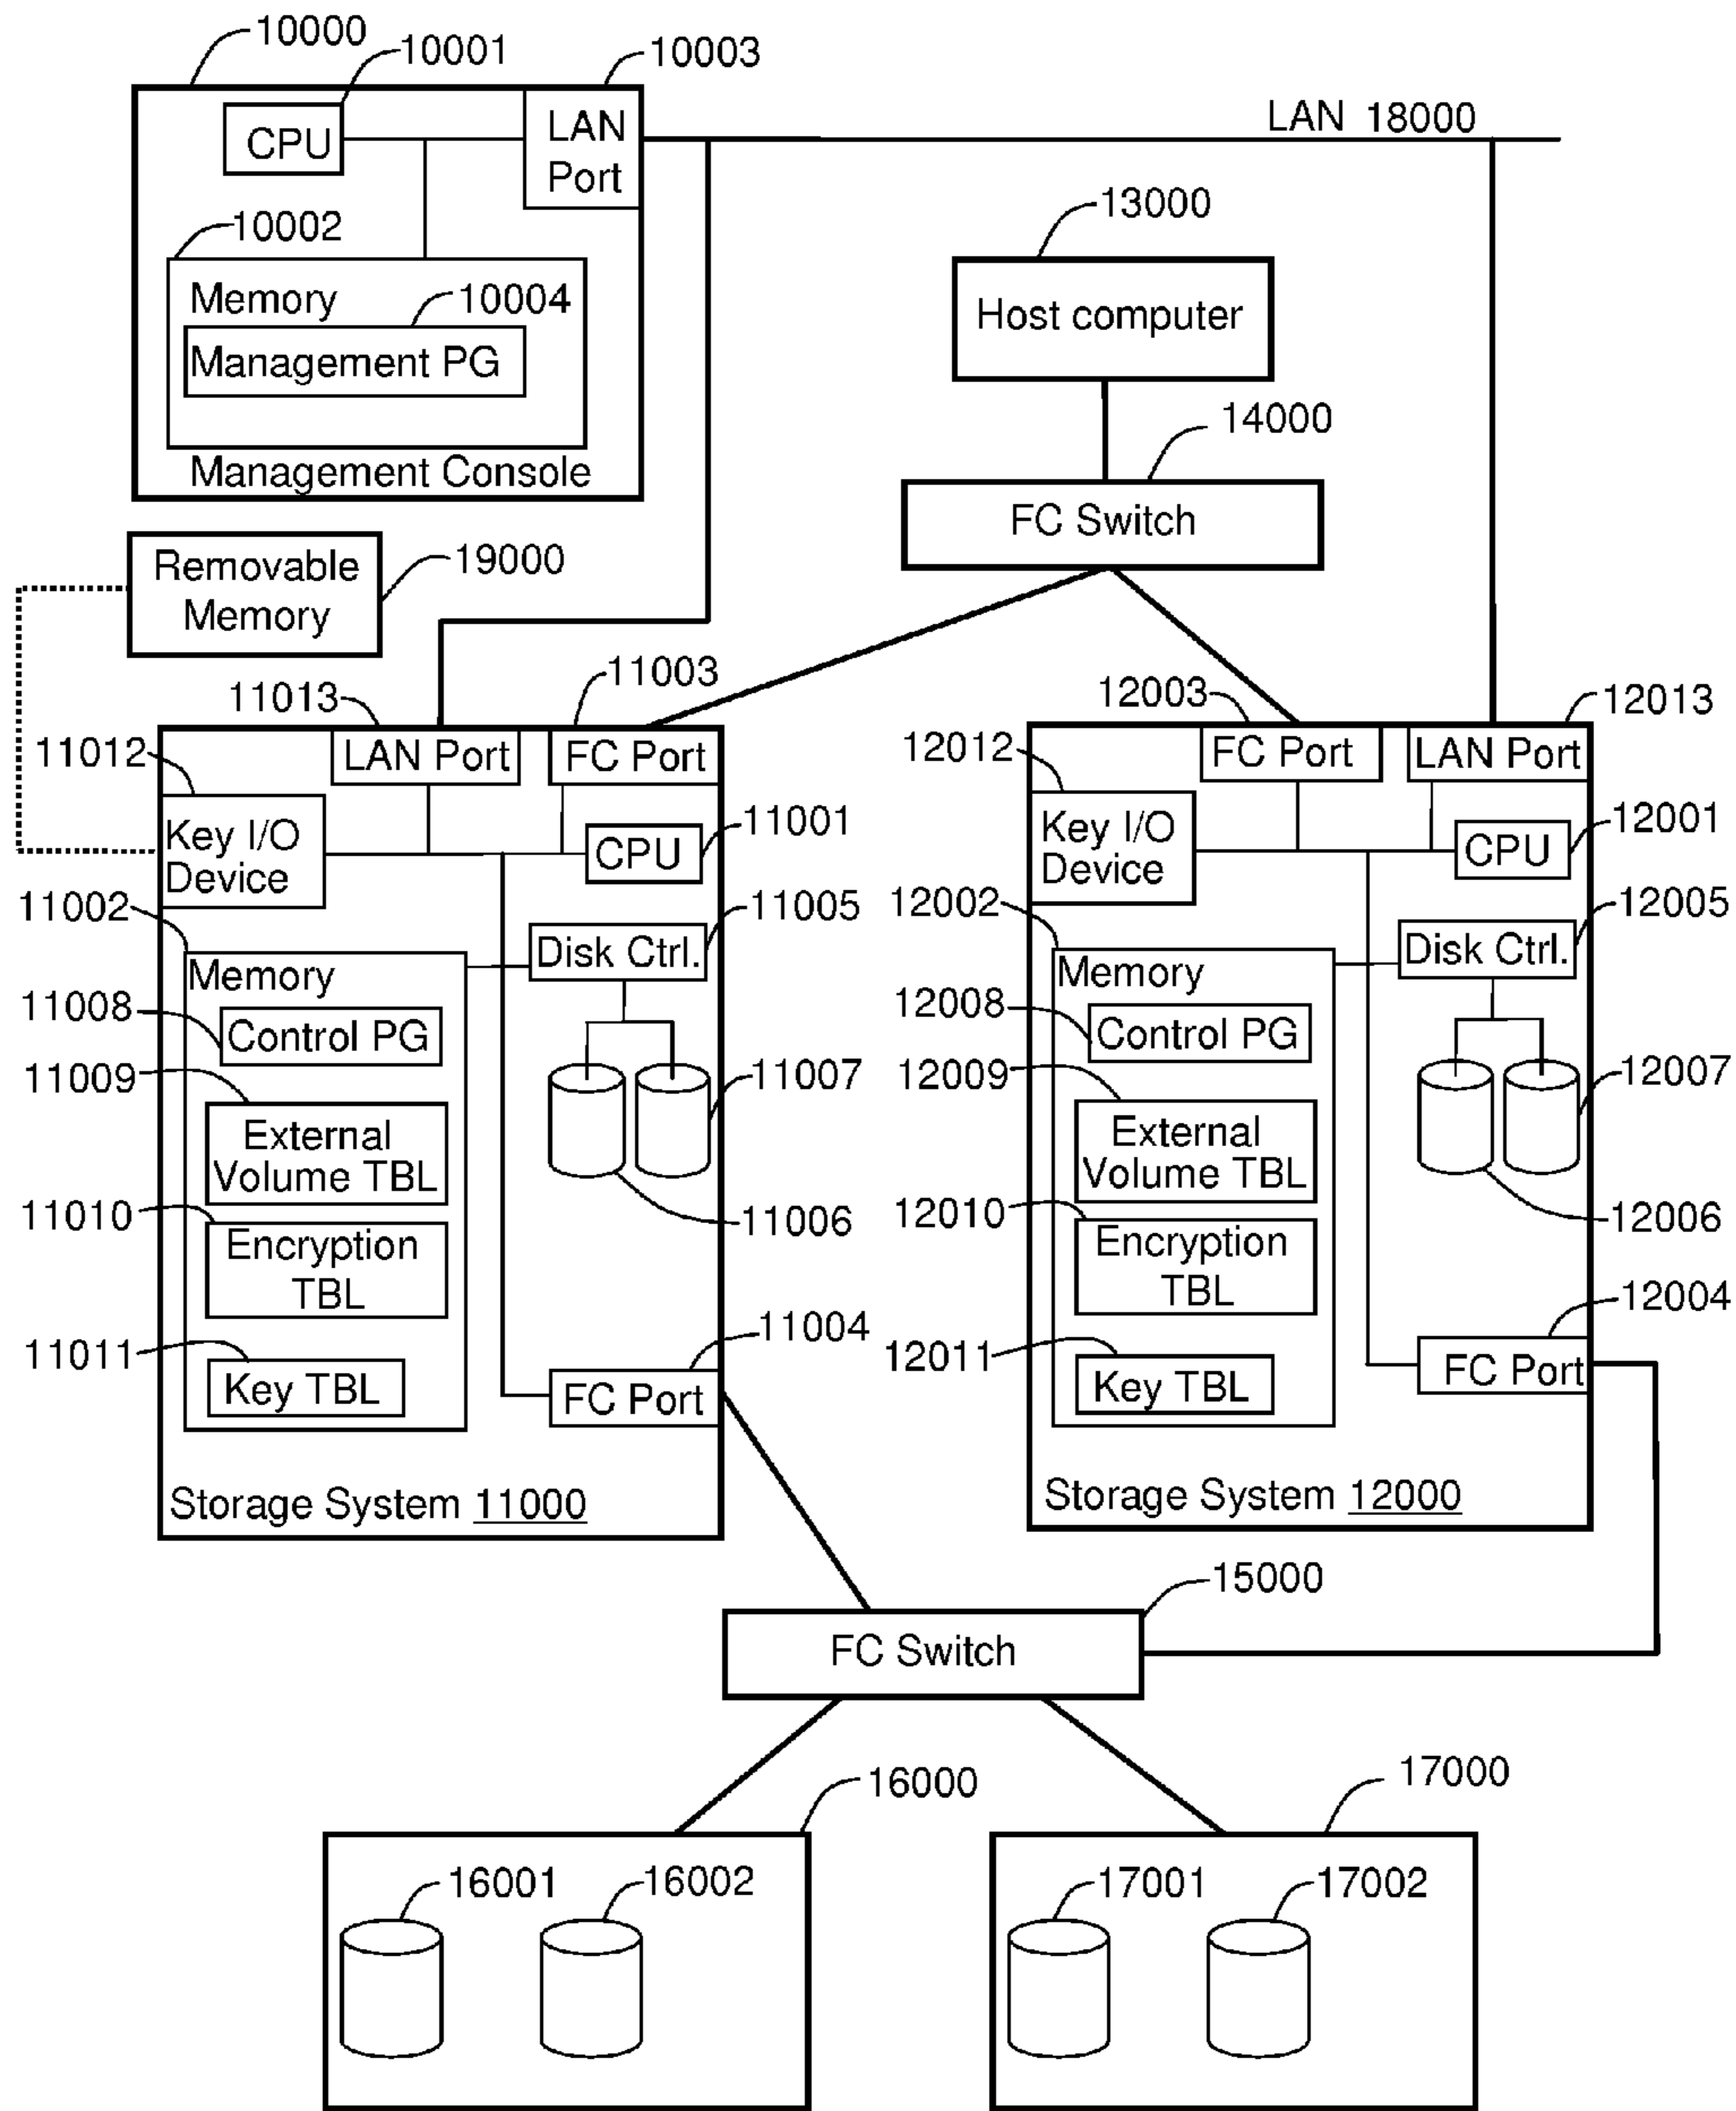 10000
10001
10003
CPU
LAN
Port
LAN 18000
10002
Memory
10004
Management PG
Management Console
13000
Host computer
14000
FC Switch
Removable
Memory
19000
11013
11003
11012
LAN Port
FC Port
Key I/O
Device
CPU
11001
11002
11005
Memory
Disk Ctrl.
11008
Control PG
11009
11007
External
Volume TBL
11010
11006
Encryption
TBL
11004
11011
Key TBL
FC Port
Storage System 11000
12003
12013
12012
FC Port
LAN Port
Key I/O
Device
CPU
12001
12002
12005
Memory
Disk Ctrl.
12008
Control PG
12009
12007
External
Volume TBL
12010
12006
Encryption
TBL
12004
12011
Key TBL
FC Port
Storage System 12000
15000
FC Switch
16000
16001
16002
17000
17001
17002